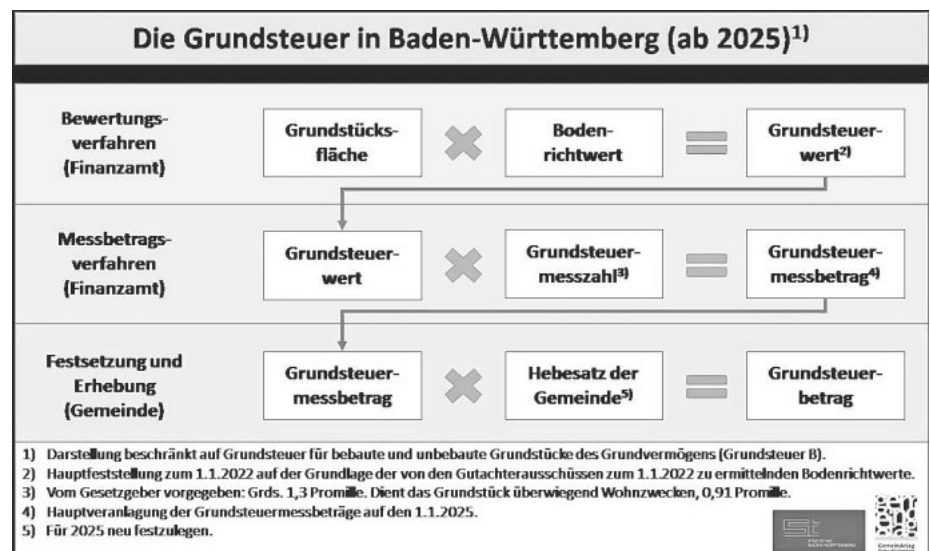 Die Grundsteuer in Baden-Württemberg (ab 2025)1)
Bewertungs-
verfahren
(Finanzamt)
Grundstücks-
fläche
Boden-
richtwert
Grundsteuer-
wert2)
Messbetrags-
verfahren
(Finanzamt)
Grundsteuer-
wert
Grundsteuer-
messzahl3)
Grundsteuer-
messbetrag4)
Festsetzung und
Erhebung
(Gemeinde)
Grundsteuer-
messbetrag
Hebesatz der
Gemeinde5)
Grundsteuer-
betrag
1) Darstellung beschränkt auf Grundsteuer für bebaute und unbebaute Grundstücke des Grundvermögens (Grundsteuer B).
2) Hauptfeststellung zum 1.1.2022 auf der Grundlage der von den Gutachterausschüssen zum 1.1.2022 zu ermittelnden Bodenrichtwerte.
3) Vom Gesetzgeber vorgegeben: Grds. 1,3 Promille. Dient das Grundstück überwiegend Wohnzwecken, 0,91 Promille.
4) Hauptveranlagung der Grundsteuermessbeträge auf den 1.1.2025.
5) Für 2025 neu festzulegen.
St
BADEN-WÜRTTEMBERG
Gemeindetag